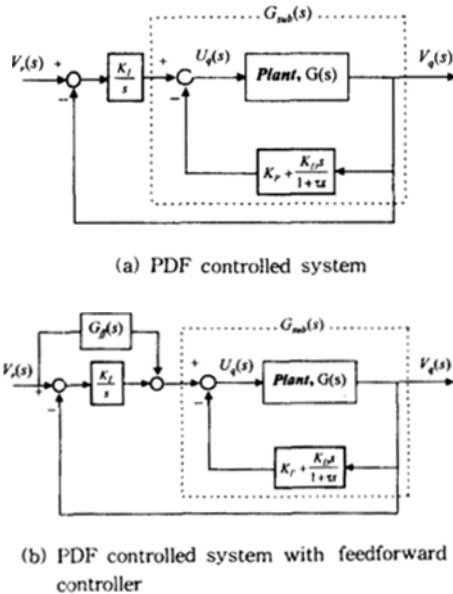 G_sub(s)
V_r(s) + − K_I/s + − U_q(s) Plant, G(s) V_q(s)
K_P + K_D s/(1+τs)
(a) PDF controlled system
G_ff(s)
G_sub(s)
V_r(s) + − K_I/s + − U_q(s) Plant, G(s) V_q(s)
K_P + K_D s/(1+τs)
(b) PDF controlled system with feedforward
controller